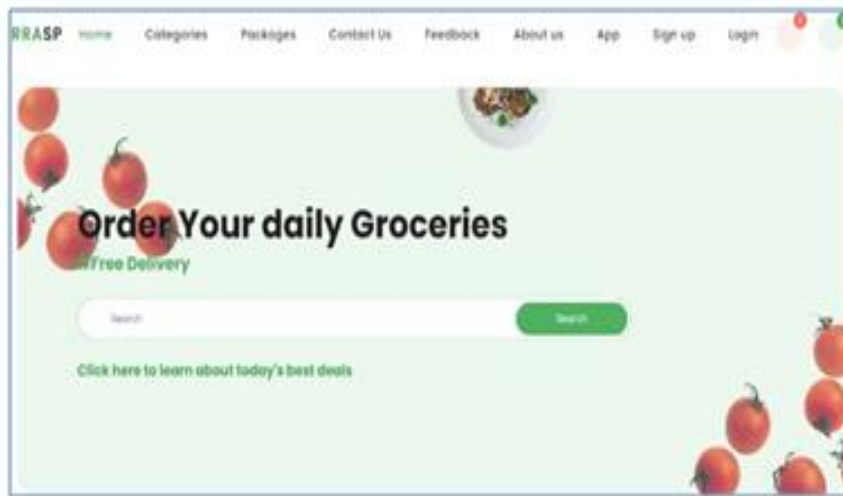 RRASP Home Categories Packages Contact Us Feedback About us App Sign up Login
Order Your daily Groceries
#Free Delivery
Search Search
Click here to learn about today's best deals